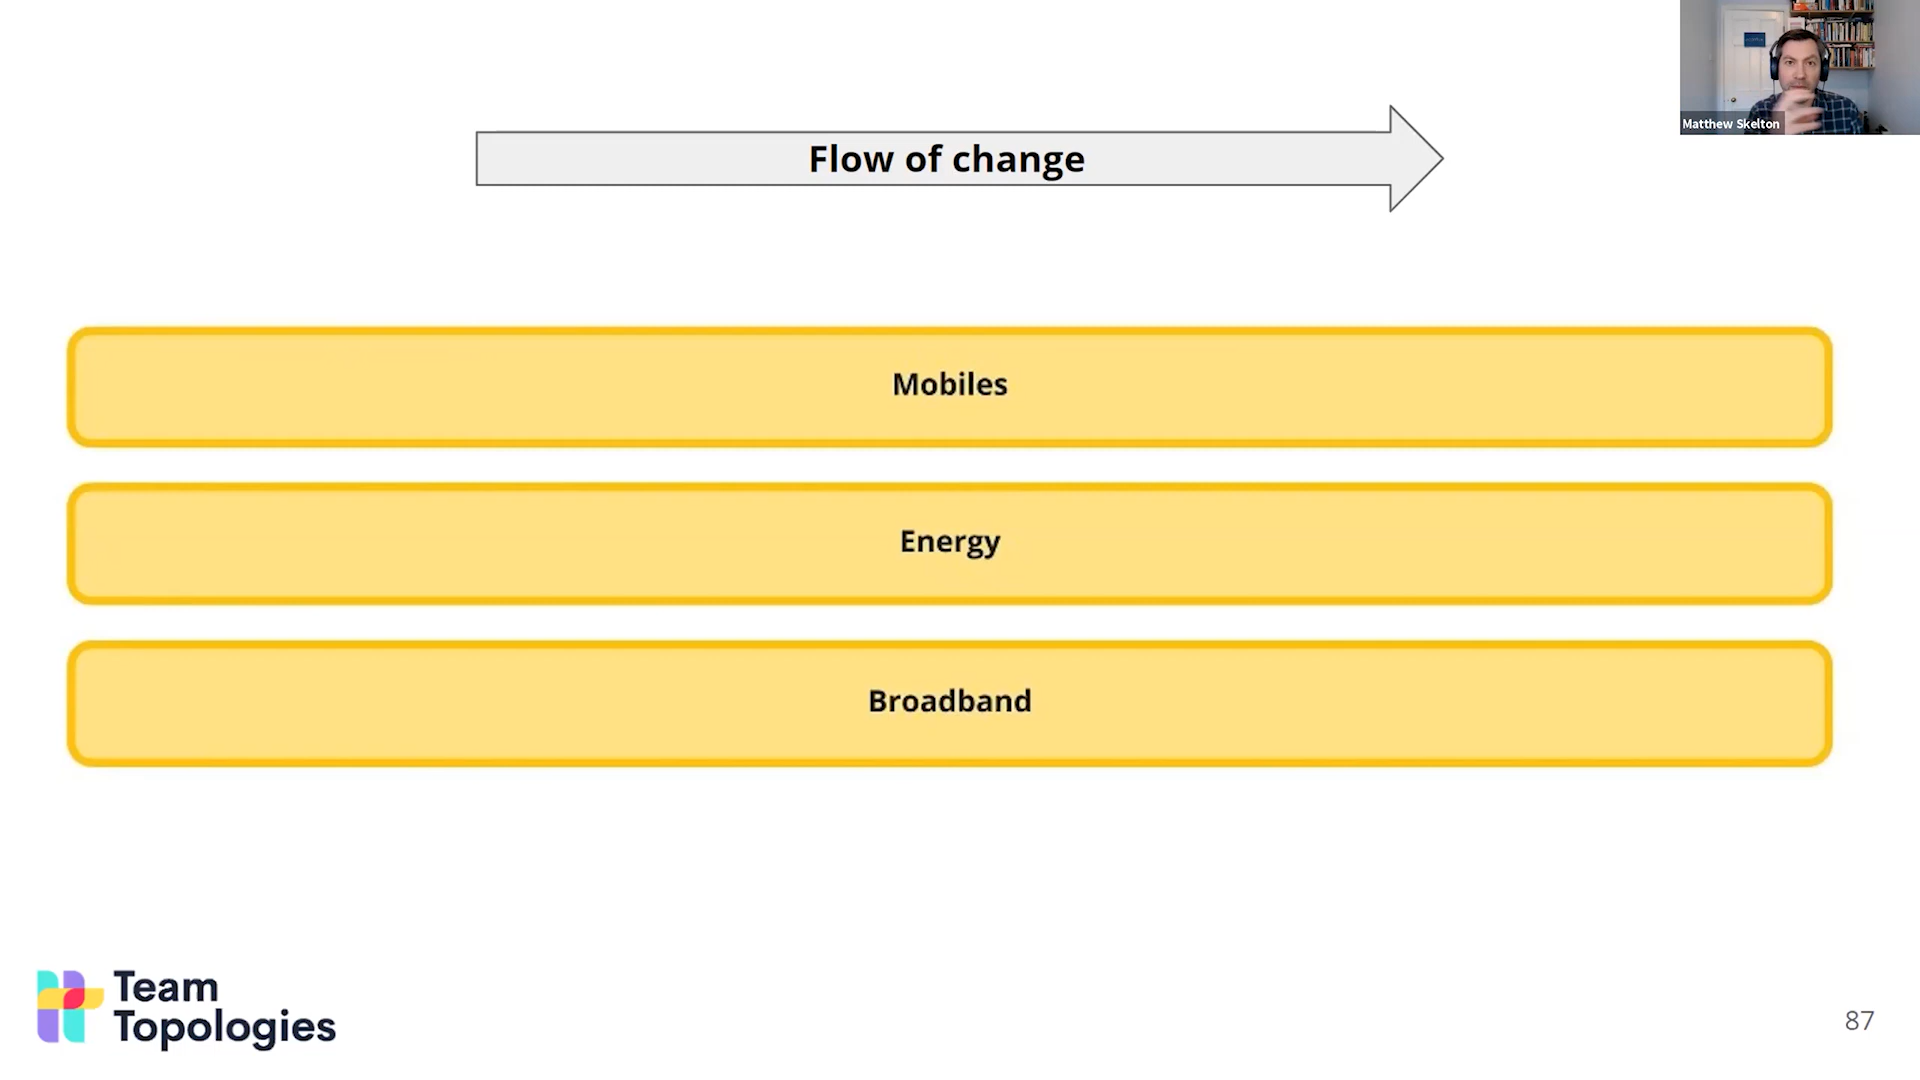 Matthew Skelton
Flow of change
Mobiles
Energy
Broadband
Team
Topologies
87